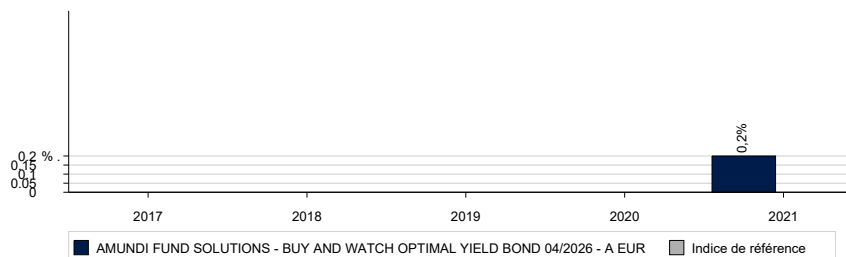 0,2%
0,2 % .
0,15
0,1
0,05
0
2017 2018 2019 2020 2021
AMUNDI FUND SOLUTIONS - BUY AND WATCH OPTIMAL YIELD BOND 04/2026 - A EUR Indice de référence